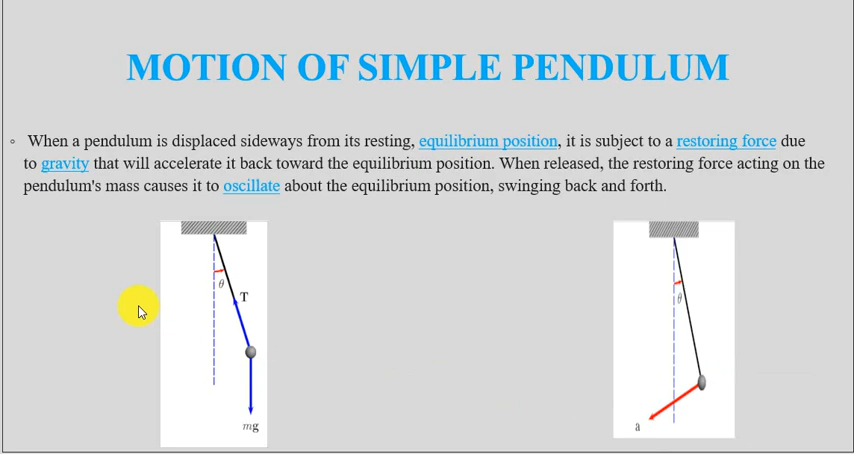 MOTION OF SIMPLE PENDULUM
◦ When a pendulum is displaced sideways from its resting, equilibrium position, it is subject to a restoring force due
to gravity that will accelerate it back toward the equilibrium position. When released, the restoring force acting on the
pendulum's mass causes it to oscillate about the equilibrium position, swinging back and forth.
θ
T
mg
θ
a